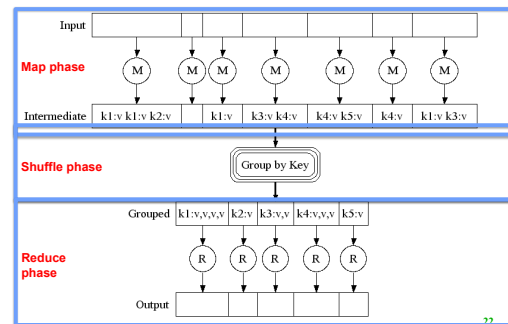 Input
Map phase
M M M M M M M
Intermediate k1:v k1:v k2:v k1:v k3:v k4:v k4:v k5:v k4:v k1:v k3:v
Shuffle phase
Group by Key
Grouped k1:v,v,v,v k2:v k3:v,v k4:v,v,v k5:v
Reduce
phase
R R R R R
Output
22